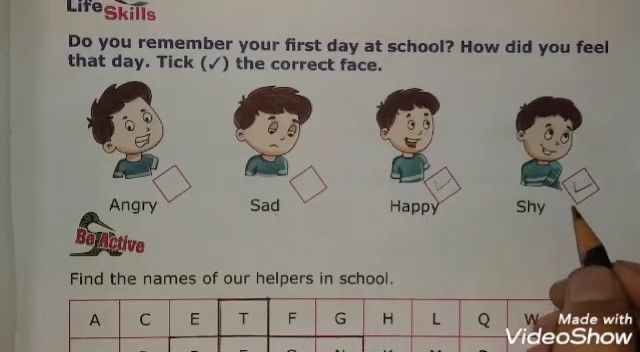 Life Skills
Do you remember your first day at school? How did you feel
that day. Tick (✓) the correct face.
Angry Sad Happy Shy
Be Active
Find the names of our helpers in school.
A C E T F G H L Q W
Made with
VideoShow